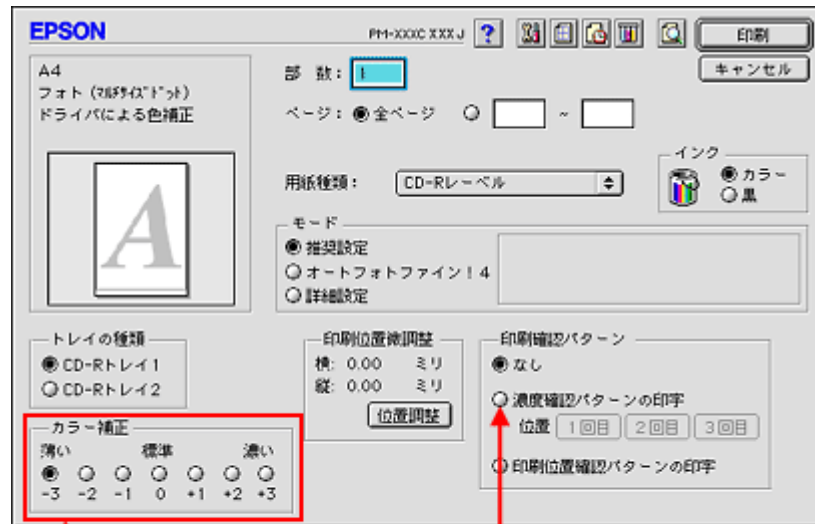 EPSON
PM-XXXC XXX J
?
印刷
キャンセル
A4
フォト (マルチサイズドット)
ドライバによる色補正
A
部 数: 1
ページ: 全ページ ~
用紙種類: CD-Rレーベル
インク
カラー
黒
モード
推奨設定
オートフォトファイン!4
詳細設定
トレイの種類
CD-Rトレイ1
CD-Rトレイ2
印刷位置微調整
横: 0.00 ミリ
縦: 0.00 ミリ
位置調整
印刷確認パターン
なし
濃度確認パターンの印字
位置 1回目 2回目 3回目
印刷位置確認パターンの印字
カラー補正
薄い 標準 濃い
-3 -2 -1 0 +1 +2 +3